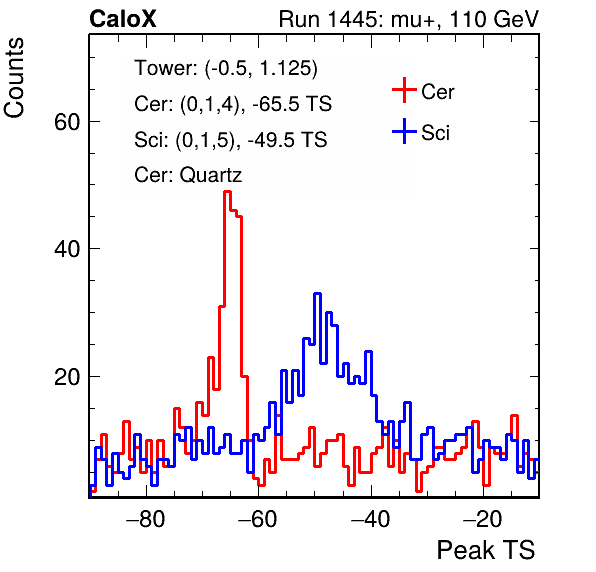 CaloX Run 1445: mu+, 110 GeV
Counts
Tower: (-0.5, 1.125)
Cer: (0,1,4), -65.5 TS
Sci: (0,1,5), -49.5 TS
Cer: Quartz
Cer
Sci
60
40
20
−80 −60 −40 −20
Peak TS